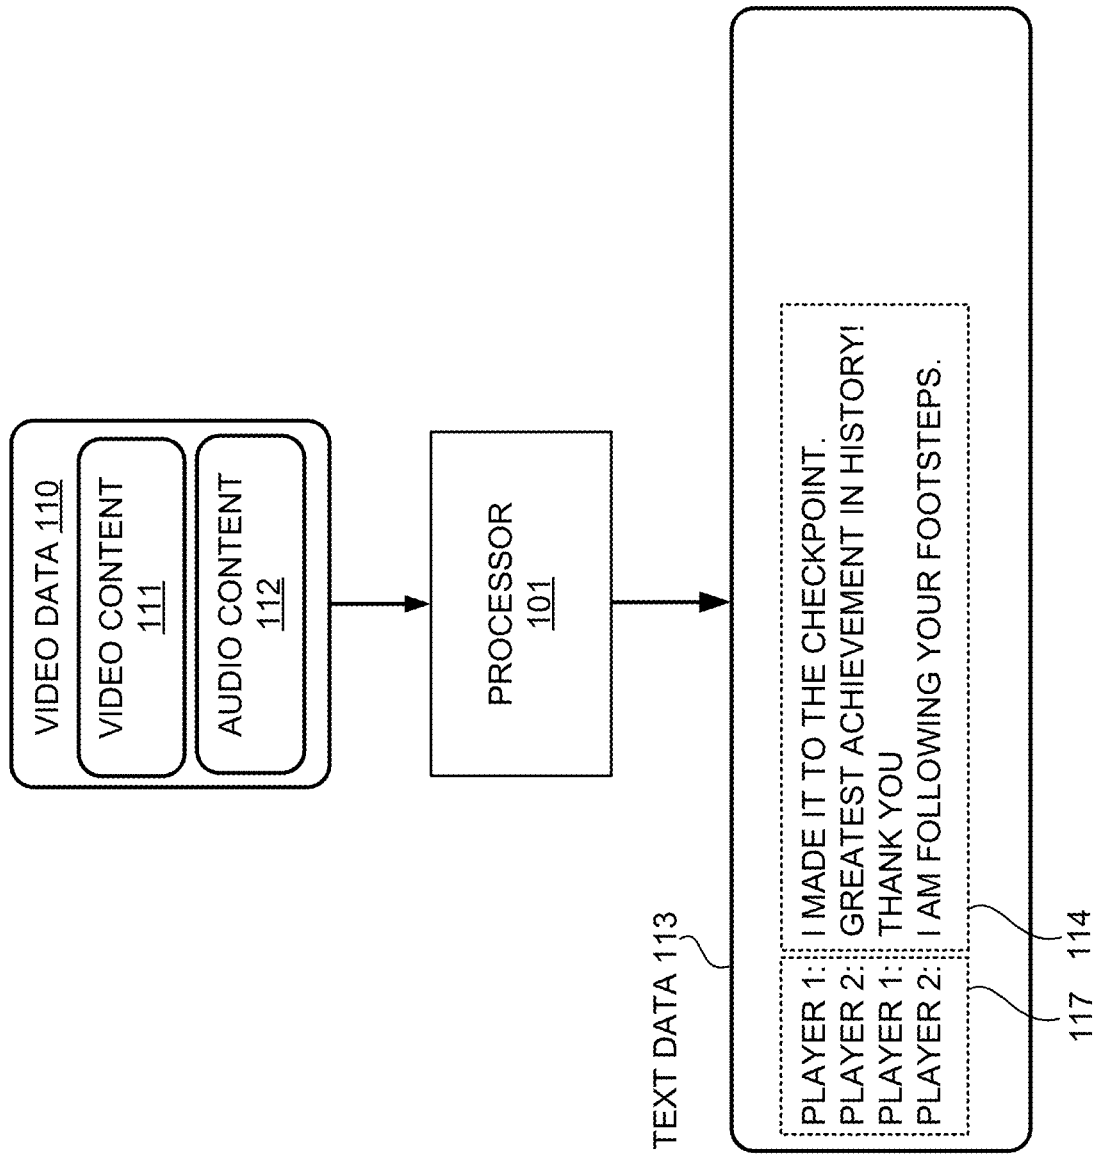 VIDEO DATA 110
VIDEO CONTENT
111
AUDIO CONTENT
112
PROCESSOR
101
TEXT DATA 113
PLAYER 1: I MADE IT TO THE CHECKPOINT.
PLAYER 2: GREATEST ACHIEVEMENT IN HISTORY!
PLAYER 1: THANK YOU
PLAYER 2: I AM FOLLOWING YOUR FOOTSTEPS.
117
114